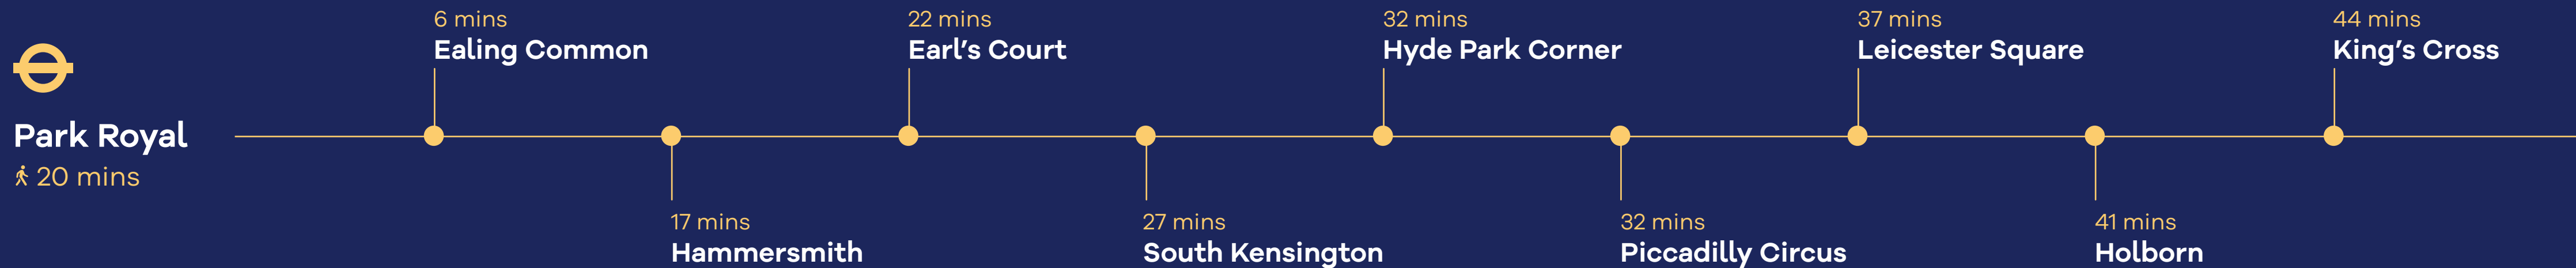 Park Royal
20 mins
6 mins
Ealing Common
17 mins
Hammersmith
22 mins
Earl’s Court
27 mins
South Kensington
32 mins
Hyde Park Corner
32 mins
Piccadilly Circus
37 mins
Leicester Square
41 mins
Holborn
44 mins
King’s Cross